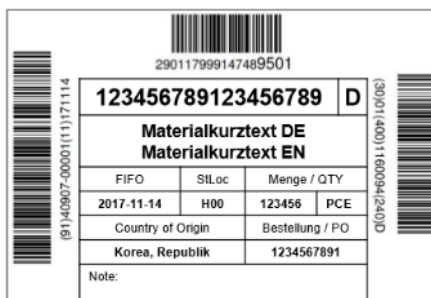 290117999147489501
(91)40907-00001(11)171114
123456789123456789 D
Materialkurztext DE
Materialkurztext EN
FIFO StLoc Menge / QTY
2017-11-14 H00 123456 PCE
Country of Origin Bestellung / PO
Korea, Republik 1234567891
Note:
(30)01(400)1160094(240)D